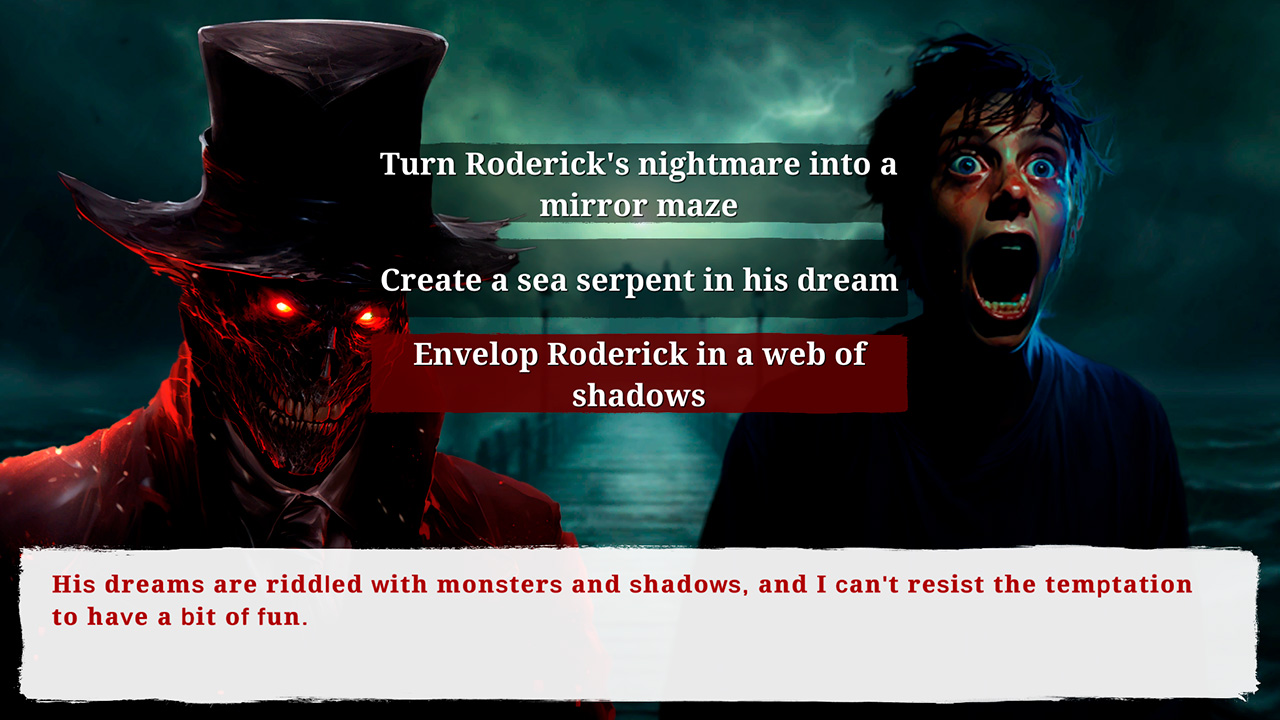 Turn Roderick's nightmare into a
mirror maze
Create a sea serpent in his dream
Envelop Roderick in a web of
shadows
His dreams are riddled with monsters and shadows, and I can't resist the temptation
to have a bit of fun.